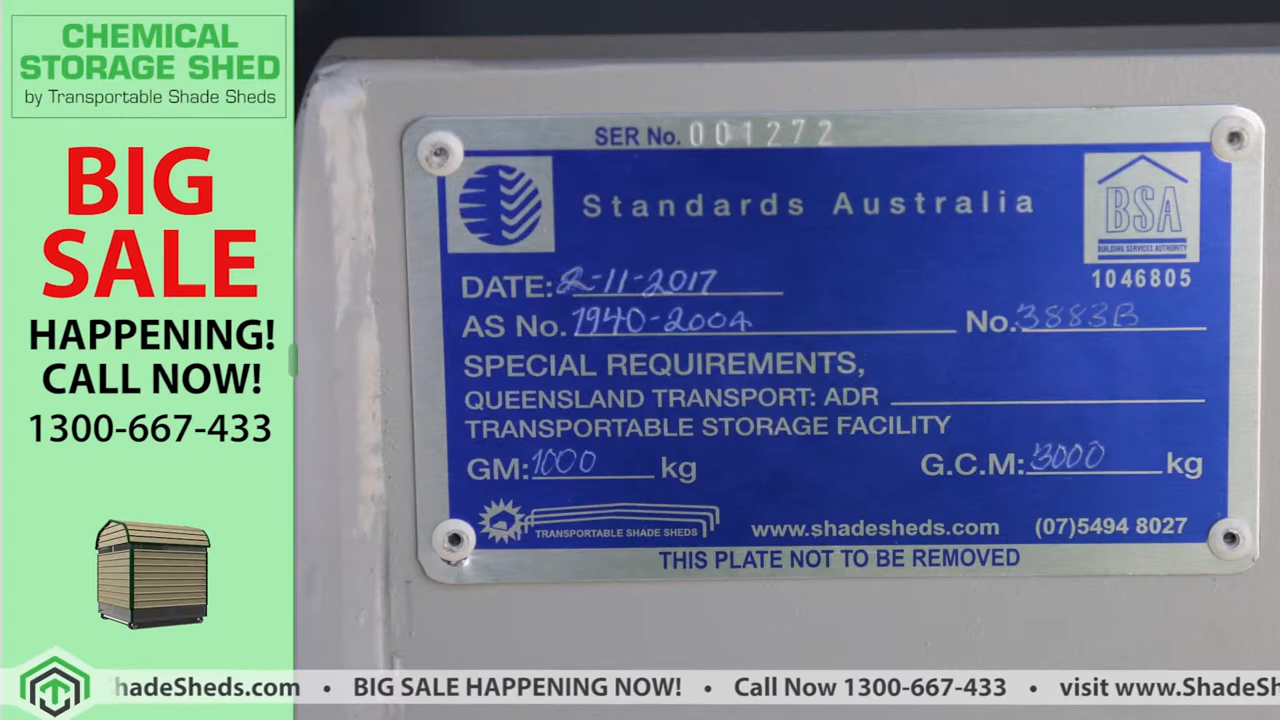 CHEMICAL
STORAGE SHED
by Transportable Shade Sheds
BIG
SALE
HAPPENING!
CALL NOW!
1300-667-433
SER No. 001272
Standards Australia
BSA
BUILDING SERVICES AUTHORITY
1046805
DATE: 2-11-2017
AS No. 1940-2004 No. 3883B
SPECIAL REQUIREMENTS,
QUEENSLAND TRANSPORT: ADR
TRANSPORTABLE STORAGE FACILITY
GM: 1000 kg G.C.M: 3000 kg
TRANSPORTABLE SHADE SHEDS www.shadesheds.com (07)5494 8027
THIS PLATE NOT TO BE REMOVED
hadeSheds.com • BIG SALE HAPPENING NOW! • Call Now 1300-667-433 • visit www.ShadeSh